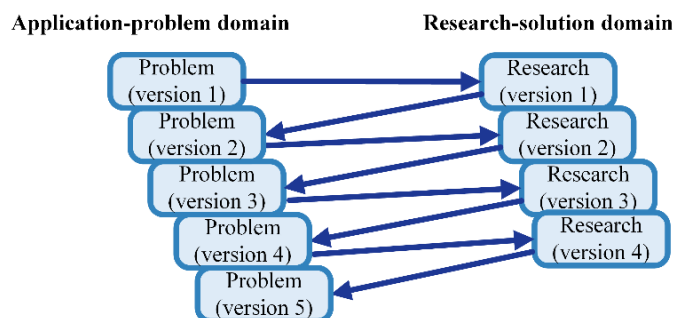 Application-problem domain
Research-solution domain
Problem
(version 1)
Research
(version 1)
Problem
(version 2)
Research
(version 2)
Problem
(version 3)
Research
(version 3)
Problem
(version 4)
Research
(version 4)
Problem
(version 5)